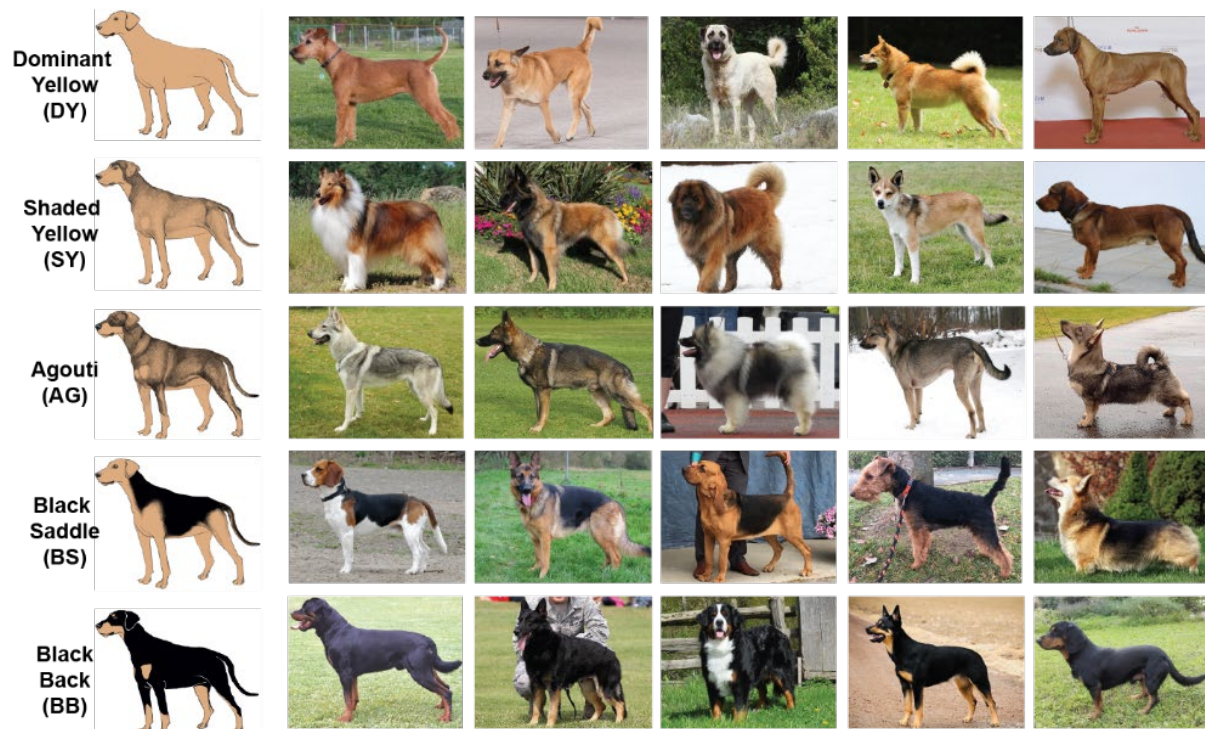 Dominant
Yellow
(DY)
Shaded
Yellow
(SY)
Agouti
(AG)
Black
Saddle
(BS)
Black
Back
(BB)